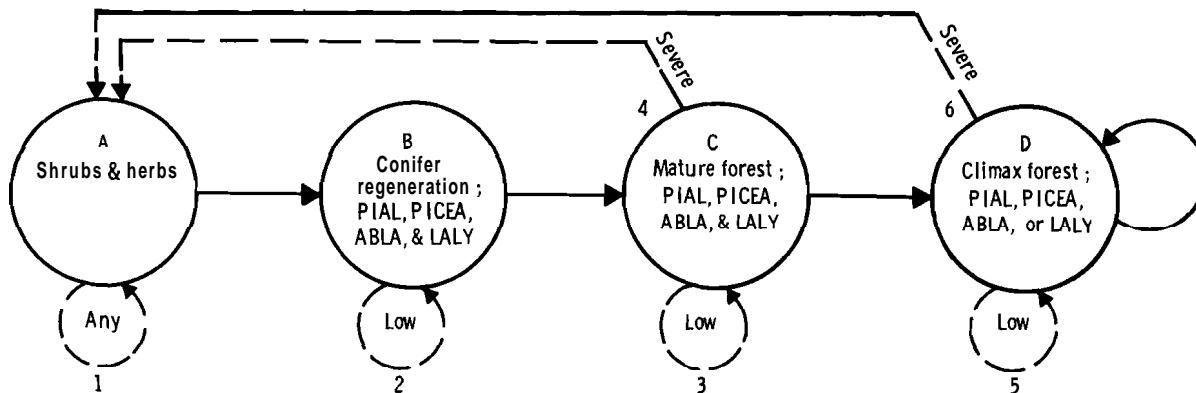 Severe
Severe
4
6
A
Shrubs & herbs
B
Conifer
regeneration ;
PIAL, PICEA,
ABLA, & LALY
C
Mature forest ;
PIAL, PICEA,
ABLA, & LALY
D
Climax forest ;
PIAL, PICEA,
ABLA, or LALY
Any
Low
Low
Low
1
2
3
5